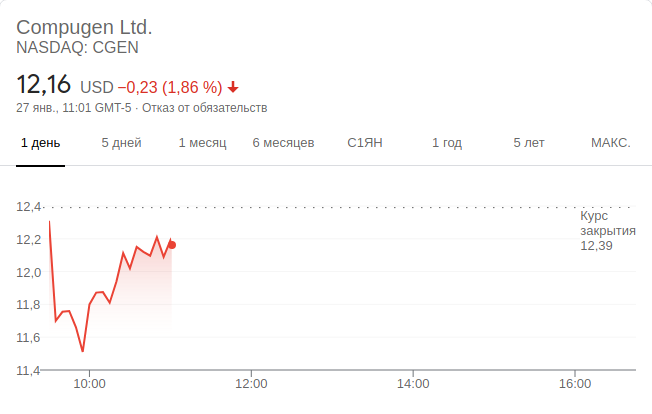 Compugen Ltd.
NASDAQ: CGEN
12,16 USD −0,23 (1,86 %)
27 янв., 11:01 GMT-5 · Отказ от обязательств
1 день 5 дней 1 месяц 6 месяцев С1ЯН 1 год 5 лет МАКС.
12,4
Курс
закрытия
12,39
12,2
12,0
11,8
11,6
11,4
10:00 12:00 14:00 16:00